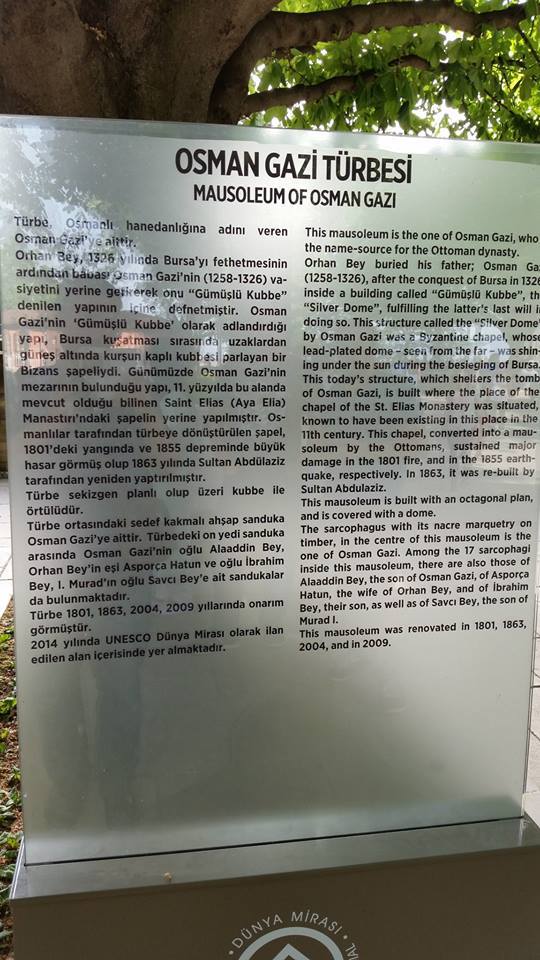 OSMAN GAZİ TÜRBESİ
MAUSOLEUM OF OSMAN GAZI
Türbe, Osmanlı hanedanlığına adını veren
Osman Gazi'ye aittir.
Orhan Bey, 1326 yılında Bursa'yı fethetmesinin
ardından babası Osman Gazi'nin (1258-1326) va-
siyetini yerine getirerek onu "Gümüşlü Kubbe"
denilen yapının içine defnetmiştir. Osman
Gazi'nin 'Gümüşlü Kubbe' olarak adlandırdığı
yapı, Bursa kuşatması sırasında uzaklardan
güneş altında kurşun kaplı kubbesi parlayan bir
Bizans şapeliydi. Günümüzde Osman Gazi'nin
mezarının bulunduğu yapı, 11. yüzyılda bu alanda
mevcut olduğu bilinen Saint Elias (Aya Elia)
Manastırı'ndaki şapelin yerine yapılmıştır. Os-
manlılar tarafından türbeye dönüştürülen şapel,
1801'deki yangında ve 1855 depreminde büyük
hasar görmüş olup 1863 yılında Sultan Abdülaziz
tarafından yeniden yaptırılmıştır.
Türbe sekizgen planlı olup üzeri kubbe ile
örtülüdür.
Türbe ortasındaki sedef kakmalı ahşap sanduka
Osman Gazi'ye aittir. Türbedeki on yedi sanduka
arasında Osman Gazi'nin oğlu Alaaddin Bey,
Orhan Bey'in eşi Asporça Hatun ve oğlu İbrahim
Bey, I. Murad'ın oğlu Savcı Bey'e ait sandukalar
da bulunmaktadır.
Türbe 1801, 1863, 2004, 2009 yıllarında onarım
görmüştür.
2014 yılında UNESCO Dünya Mirası olarak ilan
edilen alan içerisinde yer almaktadır.
This mausoleum is the one of Osman Gazi, who
the name-source for the Ottoman dynasty.
Orhan Bey buried his father; Osman Gaz
(1258-1326), after the conquest of Bursa in 1326
inside a building called "Gümüşlü Kubbe", th
"Silver Dome", fulfilling the latter's last will i
doing so. This structure called the "Silver Dome"
by Osman Gazi was a Byzantine chapel, whose
lead-plated dome – seen from the far – was shin-
ing under the sun during the besieging of Bursa.
This today's structure, which shelters the tomb
of Osman Gazi, is built where the place of the
chapel of the St. Elias Monastery was situated,
known to have been existing in this place in the
11th century. This chapel, converted into a mau-
soleum by the Ottomans, sustained major
damage in the 1801 fire, and in the 1855 earth-
quake, respectively. In 1863, it was re-built by
Sultan Abdulaziz.
This mausoleum is built with an octagonal plan,
and is covered with a dome.
The sarcophagus with its nacre marquetry on
timber, in the centre of this mausoleum is the
one of Osman Gazi. Among the 17 sarcophagi
inside this mausoleum, there are also those of
Alaaddin Bey, the son of Osman Gazi, of Asporça
Hatun, the wife of Orhan Bey, and of İbrahim
Bey, their son, as well of Savcı Bey, the son of
Murad I.
This mausoleum was renovated in 1801, 1863,
2004, and in 2009.
• DÜNYA MİRASI •